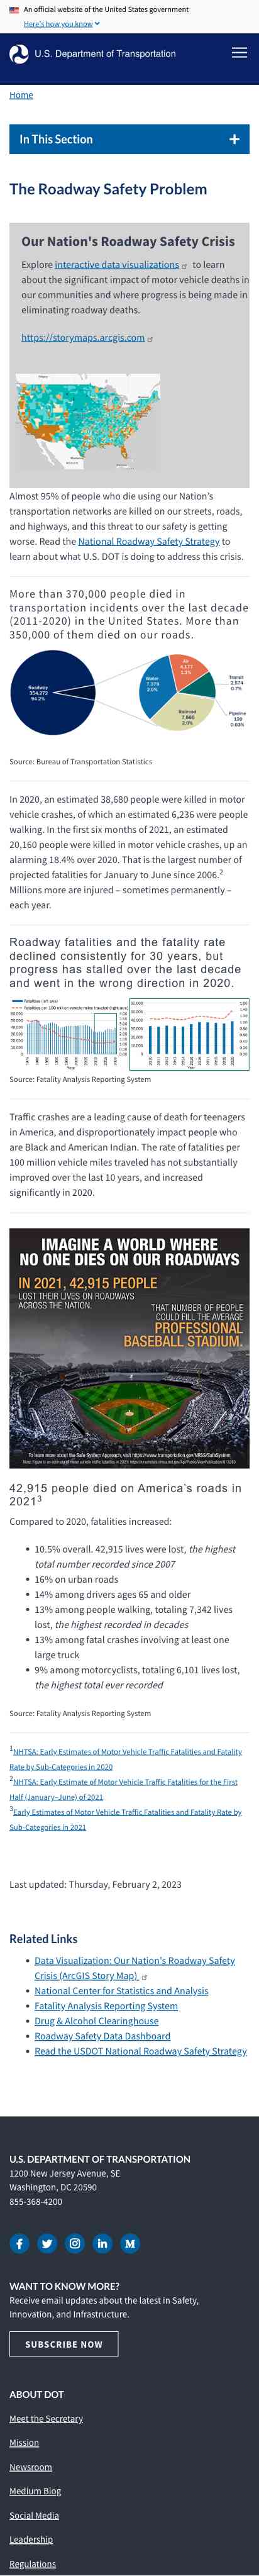 An official website of the United States government
Here's how you know
U.S. Department of Transportation
Home
In This Section
The Roadway Safety Problem
Our Nation's Roadway Safety Crisis
Explore interactive data visualizations to learn
about the significant impact of motor vehicle deaths in
our communities and where progress is being made in
eliminating roadway deaths.
https://storymaps.arcgis.com
Almost 95% of people who die using our Nation's
transportation networks are killed on our streets, roads,
and highways, and this threat to our safety is getting
worse. Read the National Roadway Safety Strategy to
learn about what U.S. DOT is doing to address this crisis.
More than 370,000 people died in
transportation incidents over the last decade
(2011-2020) in the United States. More than
350,000 of them died on our roads.
Roadway
354,272
94.2%
Water
7,379
2.0%
Air
4,177
1.1%
Transit
2,574
0.7%
Railroad
7,666
2.0%
Pipeline
120
0.03%
Source: Bureau of Transportation Statistics
In 2020, an estimated 38,680 people were killed in motor
vehicle crashes, of which an estimated 6,236 were people
walking. In the first six months of 2021, an estimated
20,160 people were killed in motor vehicle crashes, up an
alarming 18.4% over 2020. That is the largest number of
projected fatalities for January to June since 2006.2
Millions more are injured – sometimes permanently –
each year.
Roadway fatalities and the fatality rate
declined consistently for 30 years, but
progress has stalled over the last decade
and went in the wrong direction in 2020.
Fatalities (left axis)
Fatalities per 100 million vehicle miles traveled (right axis)
Source: Fatality Analysis Reporting System
Traffic crashes are a leading cause of death for teenagers
in America, and disproportionately impact people who
are Black and American Indian. The rate of fatalities per
100 million vehicle miles traveled has not substantially
improved over the last 10 years, and increased
significantly in 2020.
IMAGINE A WORLD WHERE
NO ONE DIES ON OUR ROADWAYS
IN 2021, 42,915 PEOPLE
LOST THEIR LIVES ON ROADWAYS
ACROSS THE NATION.
THAT NUMBER OF PEOPLE
COULD FILL THE AVERAGE
PROFESSIONAL
BASEBALL STADIUM.
To learn more about the Safe System Approach, visit https://www.transportation.gov/NRSS/SafeSystem
42,915 people died on America's roads in
20213
Compared to 2020, fatalities increased:
• 10.5% overall. 42,915 lives were lost, the highest
total number recorded since 2007
• 16% on urban roads
• 14% among drivers ages 65 and older
• 13% among people walking, totaling 7,342 lives
lost, the highest recorded in decades
• 13% among fatal crashes involving at least one
large truck
• 9% among motorcyclists, totaling 6,101 lives lost,
the highest total ever recorded
Source: Fatality Analysis Reporting System
1NHTSA: Early Estimates of Motor Vehicle Traffic Fatalities and Fatality
Rate by Sub-Categories in 2020
2NHTSA: Early Estimate of Motor Vehicle Traffic Fatalities for the First
Half (January–June) of 2021
3Early Estimates of Motor Vehicle Traffic Fatalities and Fatality Rate by
Sub-Categories in 2021
Last updated: Thursday, February 2, 2023
Related Links
• Data Visualization: Our Nation's Roadway Safety
Crisis (ArcGIS Story Map)
• National Center for Statistics and Analysis
• Fatality Analysis Reporting System
• Drug & Alcohol Clearinghouse
• Roadway Safety Data Dashboard
• Read the USDOT National Roadway Safety Strategy
U.S. DEPARTMENT OF TRANSPORTATION
1200 New Jersey Avenue, SE
Washington, DC 20590
855-368-4200
WANT TO KNOW MORE?
Receive email updates about the latest in Safety,
Innovation, and Infrastructure.
SUBSCRIBE NOW
ABOUT DOT
Meet the Secretary
Mission
Newsroom
Medium Blog
Social Media
Leadership
Regulations